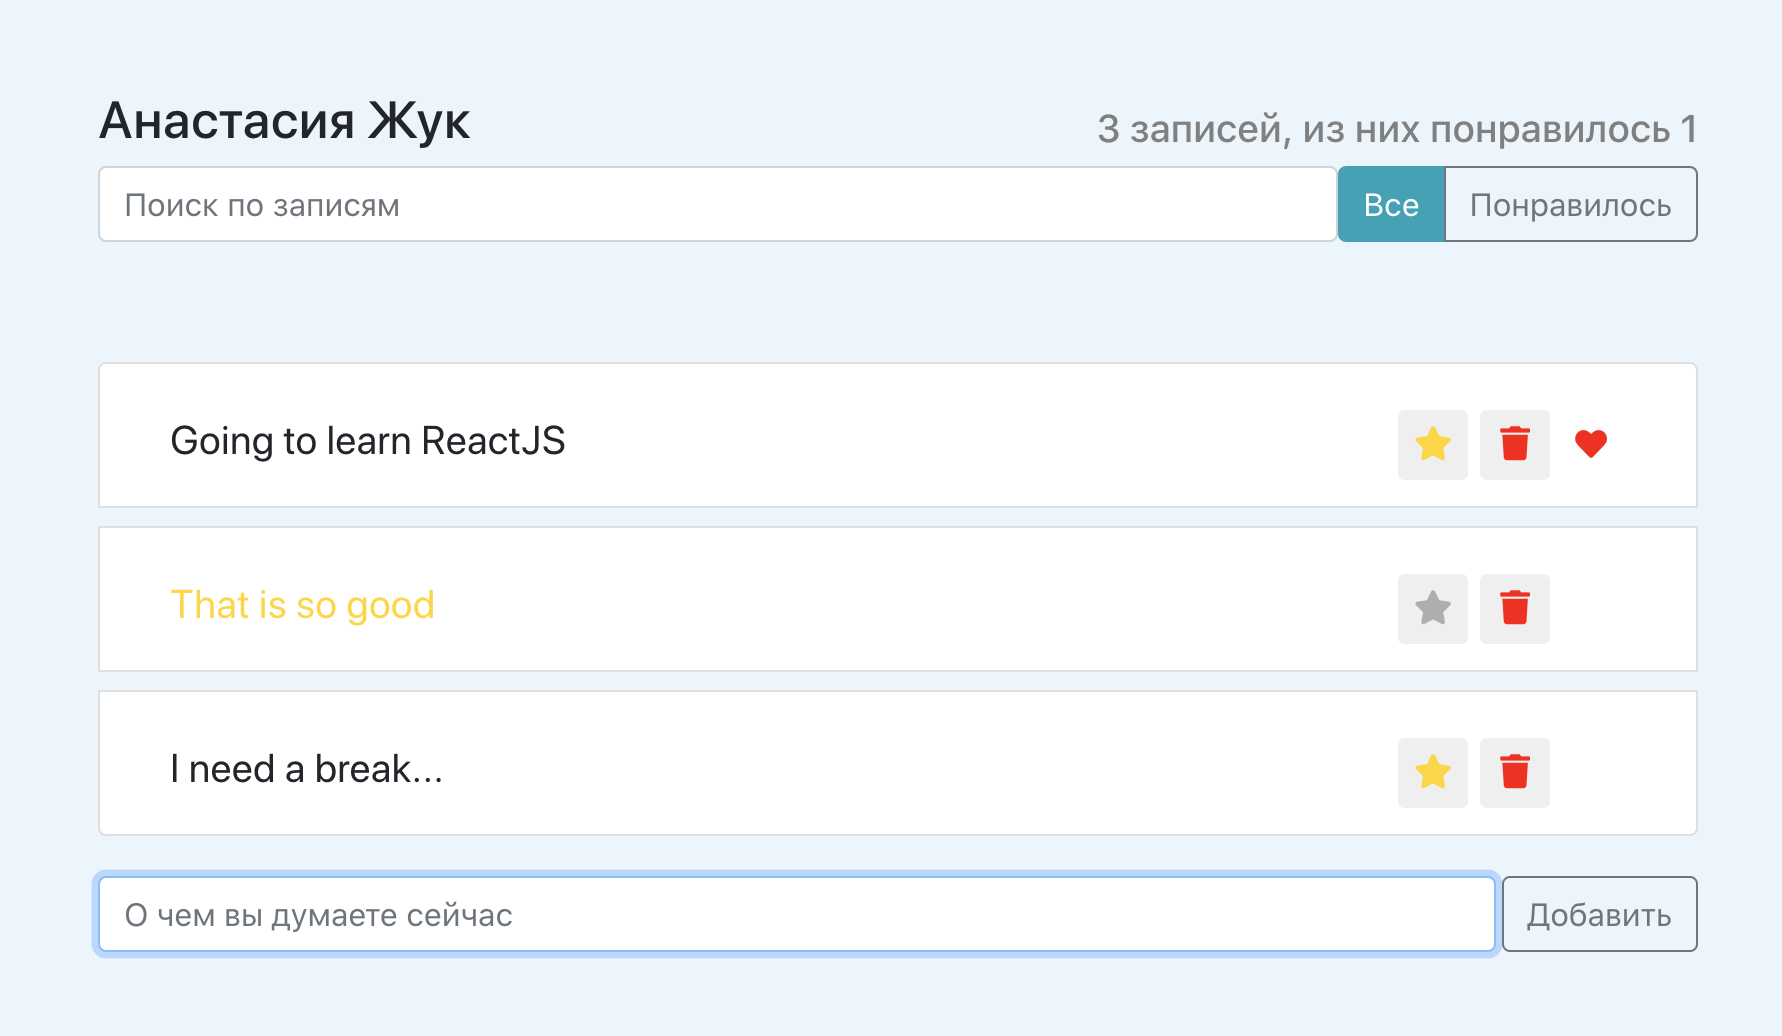 Анастасия Жук
3 записей, из них понравилось 1
Поиск по записям
Все
Понравилось
Going to learn ReactJS
That is so good
I need a break...
О чем вы думаете сейчас
Добавить